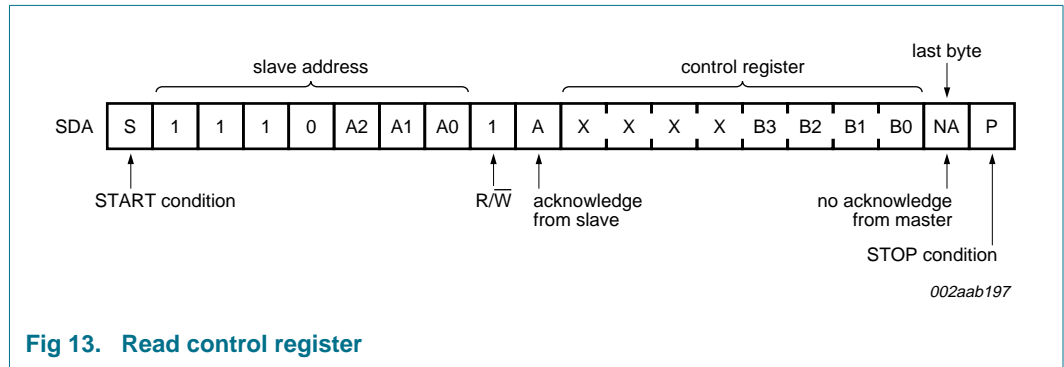 last byte
slave address control register
SDA S 1 1 1 0 A2 A1 A0 1 A X X X X B3 B2 B1 B0 NA P
START condition R/W̅ acknowledge from slave no acknowledge from master
STOP condition
002aab197
Fig 13. Read control register